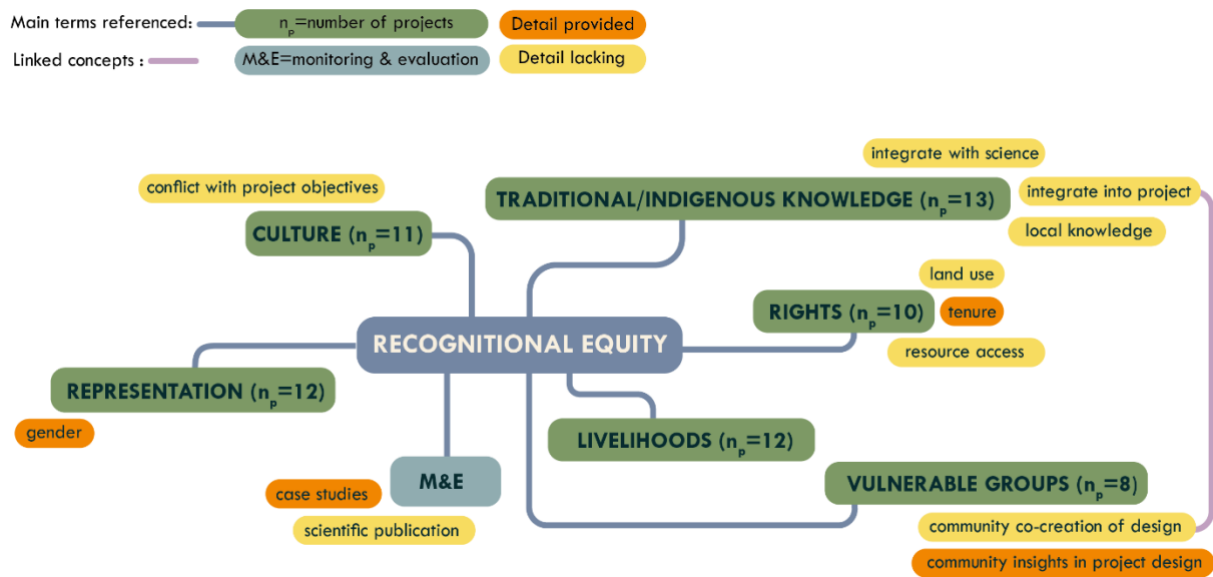 Main terms referenced:
np=number of projects
Detail provided
Linked concepts :
M&E=monitoring & evaluation
Detail lacking
integrate with science
conflict with project objectives
TRADITIONAL/INDIGENOUS KNOWLEDGE (np=13)
integrate into project
CULTURE (np=11)
local knowledge
land use
RIGHTS (np=10)
tenure
RECOGNITIONAL EQUITY
resource access
REPRESENTATION (np=12)
gender
LIVELIHOODS (np=12)
M&E
case studies
scientific publication
VULNERABLE GROUPS (np=8)
community co-creation of design
community insights in project design